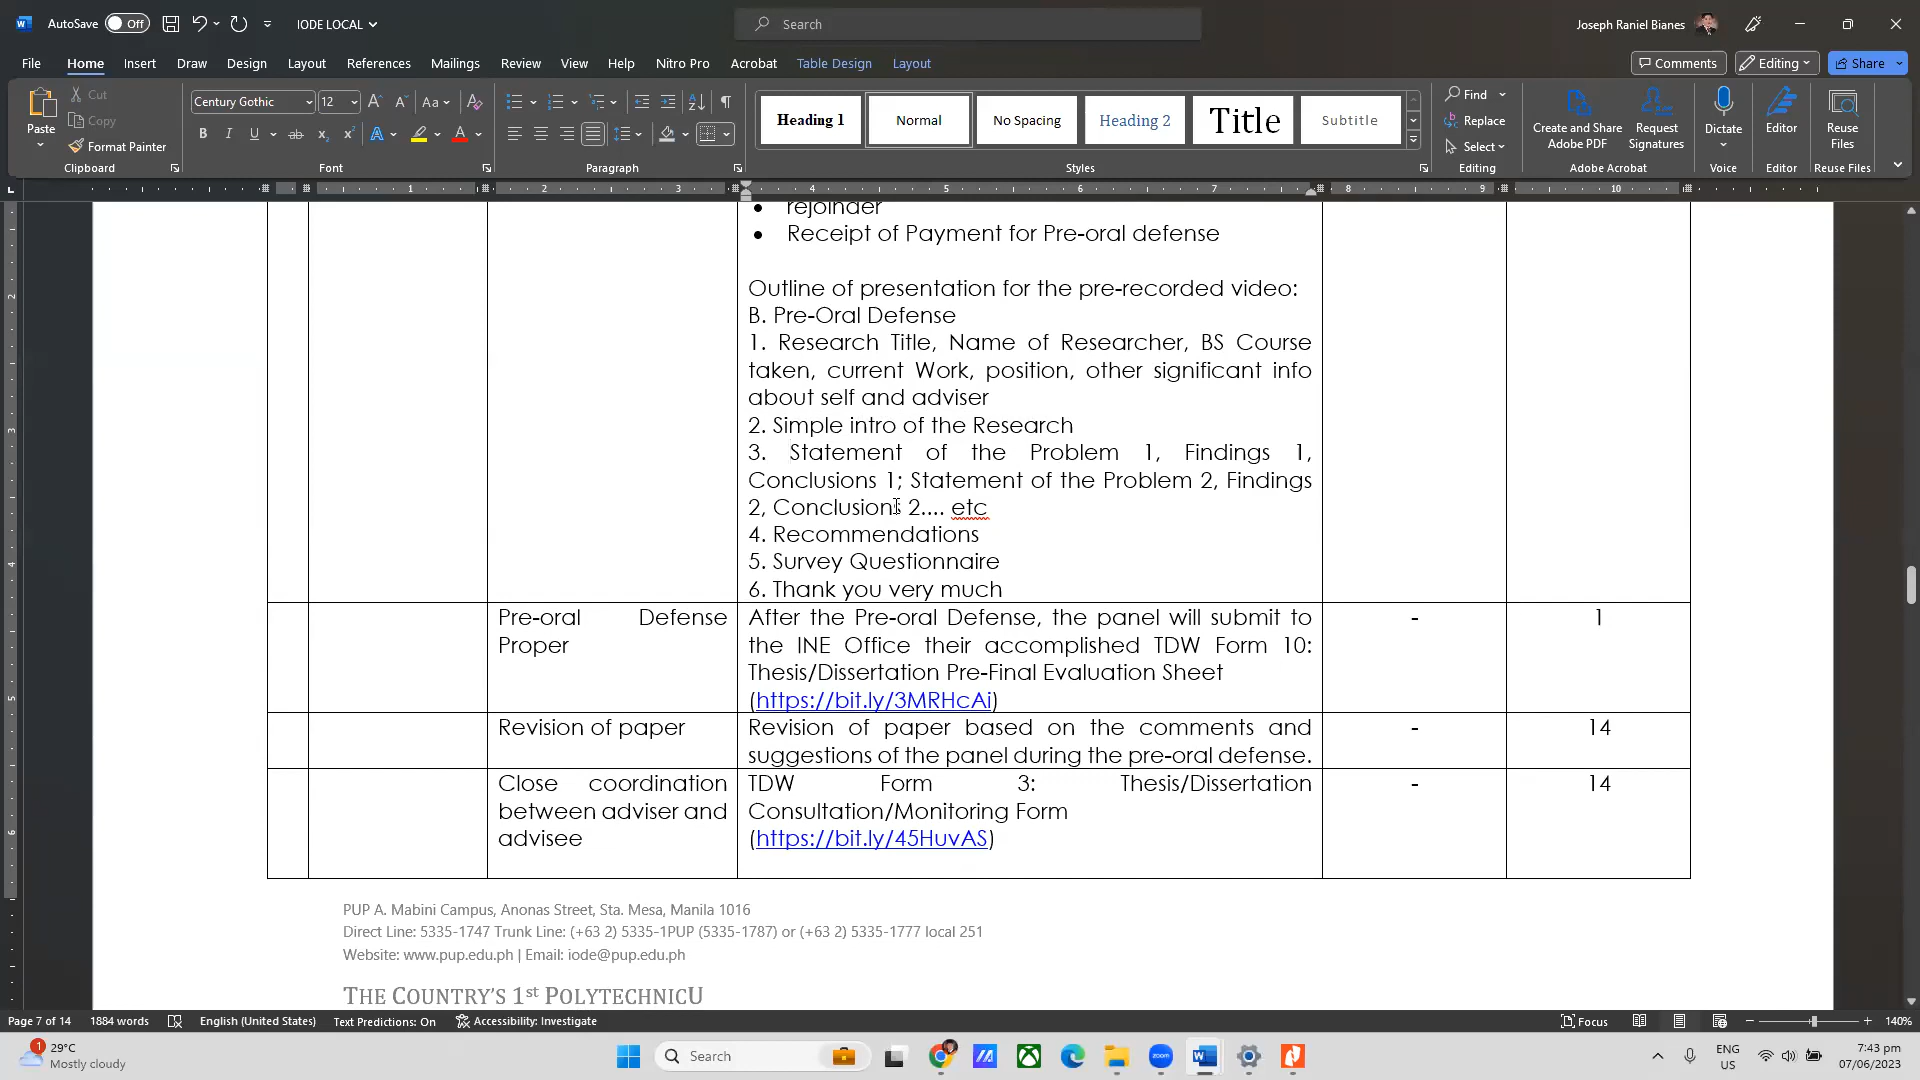 AutoSave Off IODE LOCAL Search Joseph Raniel Bianes
File Home Insert Draw Design Layout References Mailings Review View Help Nitro Pro Acrobat Table Design Layout Comments Editing Share
Paste Cut Copy Format Painter Clipboard
Century Gothic 12 Aa Font
Paragraph
Heading 1 Normal No Spacing Heading 2 Title Subtitle Styles
Find Replace Select Editing
Create and Share Adobe PDF Request Signatures Adobe Acrobat
Dictate Voice
Editor Editor
Reuse Files Reuse Files
1 2 3 4 5 6 7 8 9 10
rejoinder
Receipt of Payment for Pre-oral defense
Outline of presentation for the pre-recorded video:
B. Pre-Oral Defense
1. Research Title, Name of Researcher, BS Course
taken, current Work, position, other significant info
about self and adviser
2. Simple intro of the Research
3. Statement of the Problem 1, Findings 1,
Conclusions 1; Statement of the Problem 2, Findings
2, Conclusions 2.... etc
4. Recommendations
5. Survey Questionnaire
6. Thank you very much
Pre-oral Defense
Proper
After the Pre-oral Defense, the panel will submit to
the INE Office their accomplished TDW Form 10:
Thesis/Dissertation Pre-Final Evaluation Sheet
(https://bit.ly/3MRHcAi)
- 1
Revision of paper
Revision of paper based on the comments and
suggestions of the panel during the pre-oral defense.
- 14
Close coordination
between adviser and
advisee
TDW Form 3: Thesis/Dissertation
Consultation/Monitoring Form
(https://bit.ly/45HuvAS)
- 14
PUP A. Mabini Campus, Anonas Street, Sta. Mesa, Manila 1016
Direct Line: 5335-1747 Trunk Line: (+63 2) 5335-1PUP (5335-1787) or (+63 2) 5335-1777 local 251
Website: www.pup.edu.ph | Email: iode@pup.edu.ph
THE COUNTRY'S 1st POLYTECHNICU
Page 7 of 14 1884 words English (United States) Text Predictions: On Accessibility: Investigate Focus 140%
1 29°C
Mostly cloudy
Search
zoom
ENG
US
7:43 pm
07/06/2023